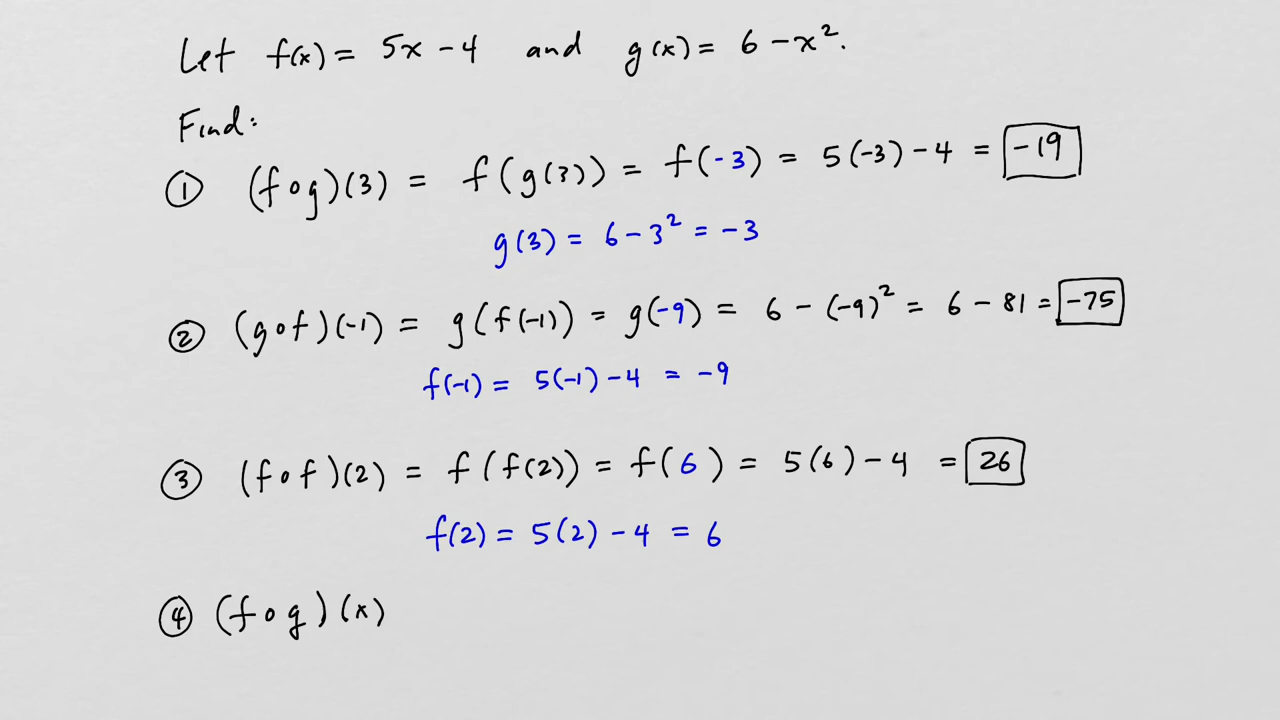 Let f(x) = 5x - 4 and g(x) = 6 - x².
Find:
① (f∘g)(3) = f(g(3)) = f(-3) = 5(-3) - 4 = -19
g(3) = 6 - 3² = -3
② (g∘f)(-1) = g(f(-1)) = g(-9) = 6 - (-9)² = 6 - 81 = -75
f(-1) = 5(-1) - 4 = -9
③ (f∘f)(2) = f(f(2)) = f(6) = 5(6) - 4 = 26
f(2) = 5(2) - 4 = 6
④ (f∘g)(x)